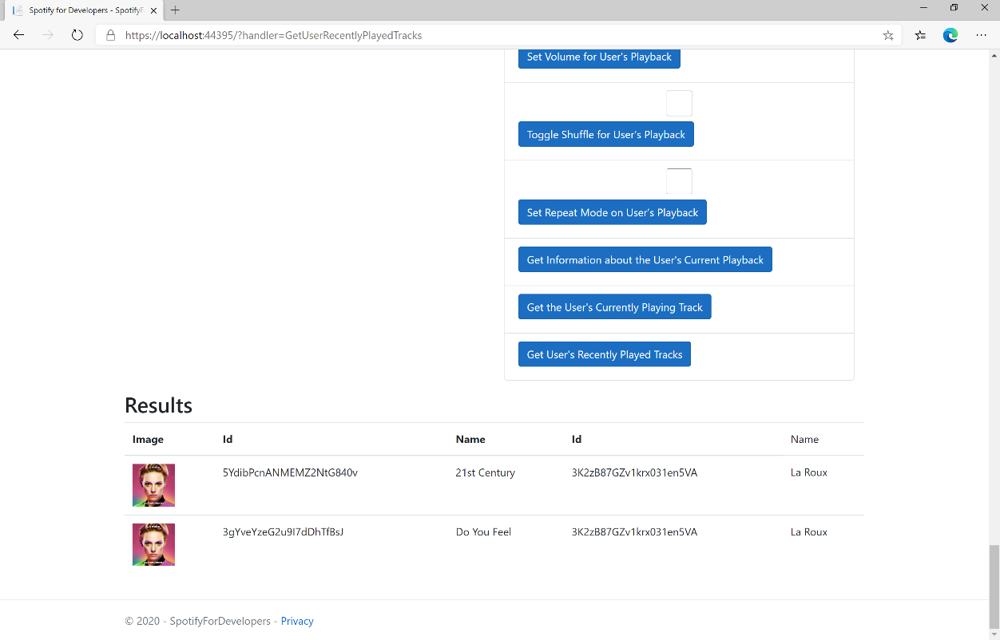 Spotify for Developers - SpotifyF
https://localhost:44395/?handler=GetUserRecentlyPlayedTracks
Set Volume for User's Playback
Toggle Shuffle for User's Playback
Set Repeat Mode on User's Playback
Get Information about the User's Current Playback
Get the User's Currently Playing Track
Get User's Recently Played Tracks
Results
Image Id Name Id Name
5YdibPcnANMEMZ2NtG840v 21st Century 3K2zB87GZv1krx031en5VA La Roux
3gYveYzeG2u9I7dDhTfBsJ Do You Feel 3K2zB87GZv1krx031en5VA La Roux
© 2020 - SpotifyForDevelopers - Privacy